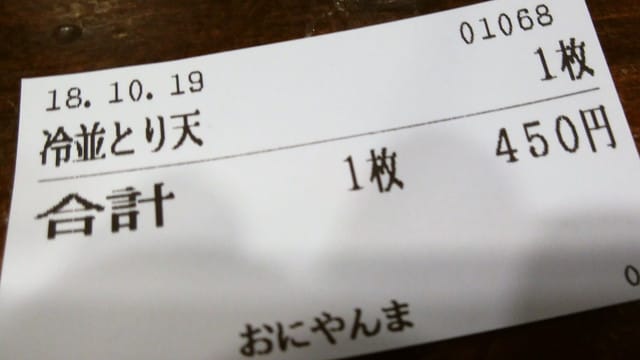 01068
18.10.19
冷並とり天 1枚
合計 1枚 450円
おにやんま